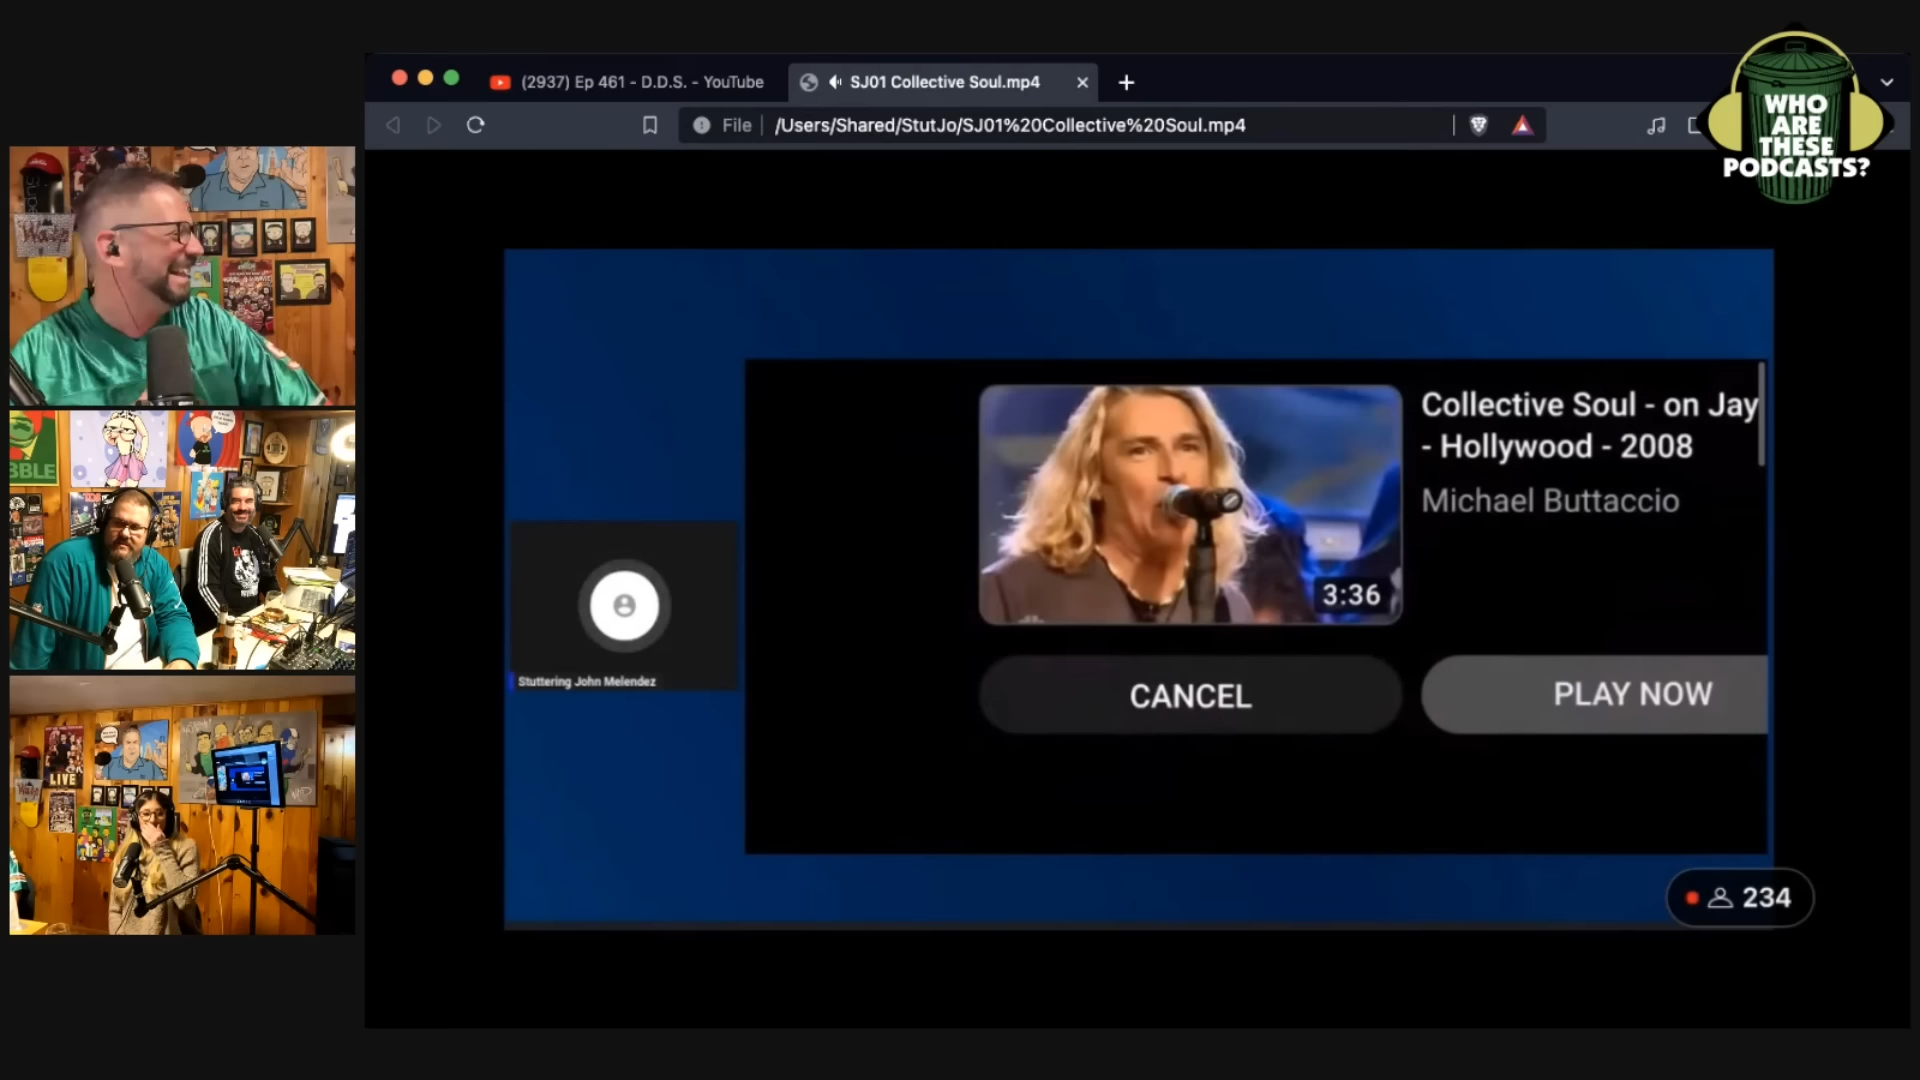 (2937) Ep 461 - D.D.S. - YouTube
SJ01 Collective Soul.mp4
File
/Users/Shared/StutJo/SJ01%20Collective%20Soul.mp4
WHO
ARE
THESE
PODCASTS?
Collective Soul - on Jay
- Hollywood - 2008
Michael Buttaccio
3:36
CANCEL
PLAY NOW
Stuttering John Melendez
234
BBLE
LIVE